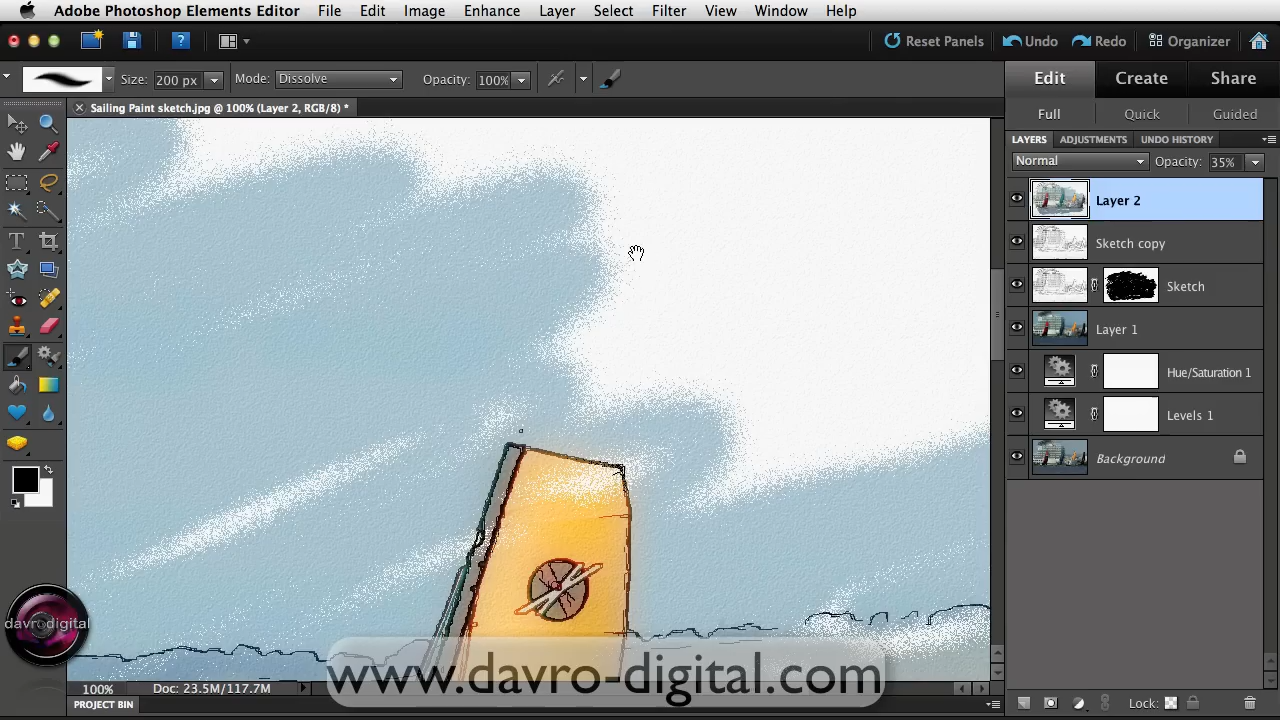 Adobe Photoshop Elements Editor File Edit Image Enhance Layer Select Filter View Window Help
Reset Panels Undo Redo Organizer
Size: 200 px Mode: Dissolve Opacity: 100%
Edit Create Share
Sailing Paint sketch.jpg @ 100% (Layer 2, RGB/8) *
Full Quick Guided
LAYERS ADJUSTMENTS UNDO HISTORY
Normal Opacity: 35%
Layer 2
Sketch copy
Sketch
Layer 1
Hue/Saturation 1
Levels 1
Background
davro digital
www.davro-digital.com
100% Doc: 23.5M/117.7M
PROJECT BIN
Lock: